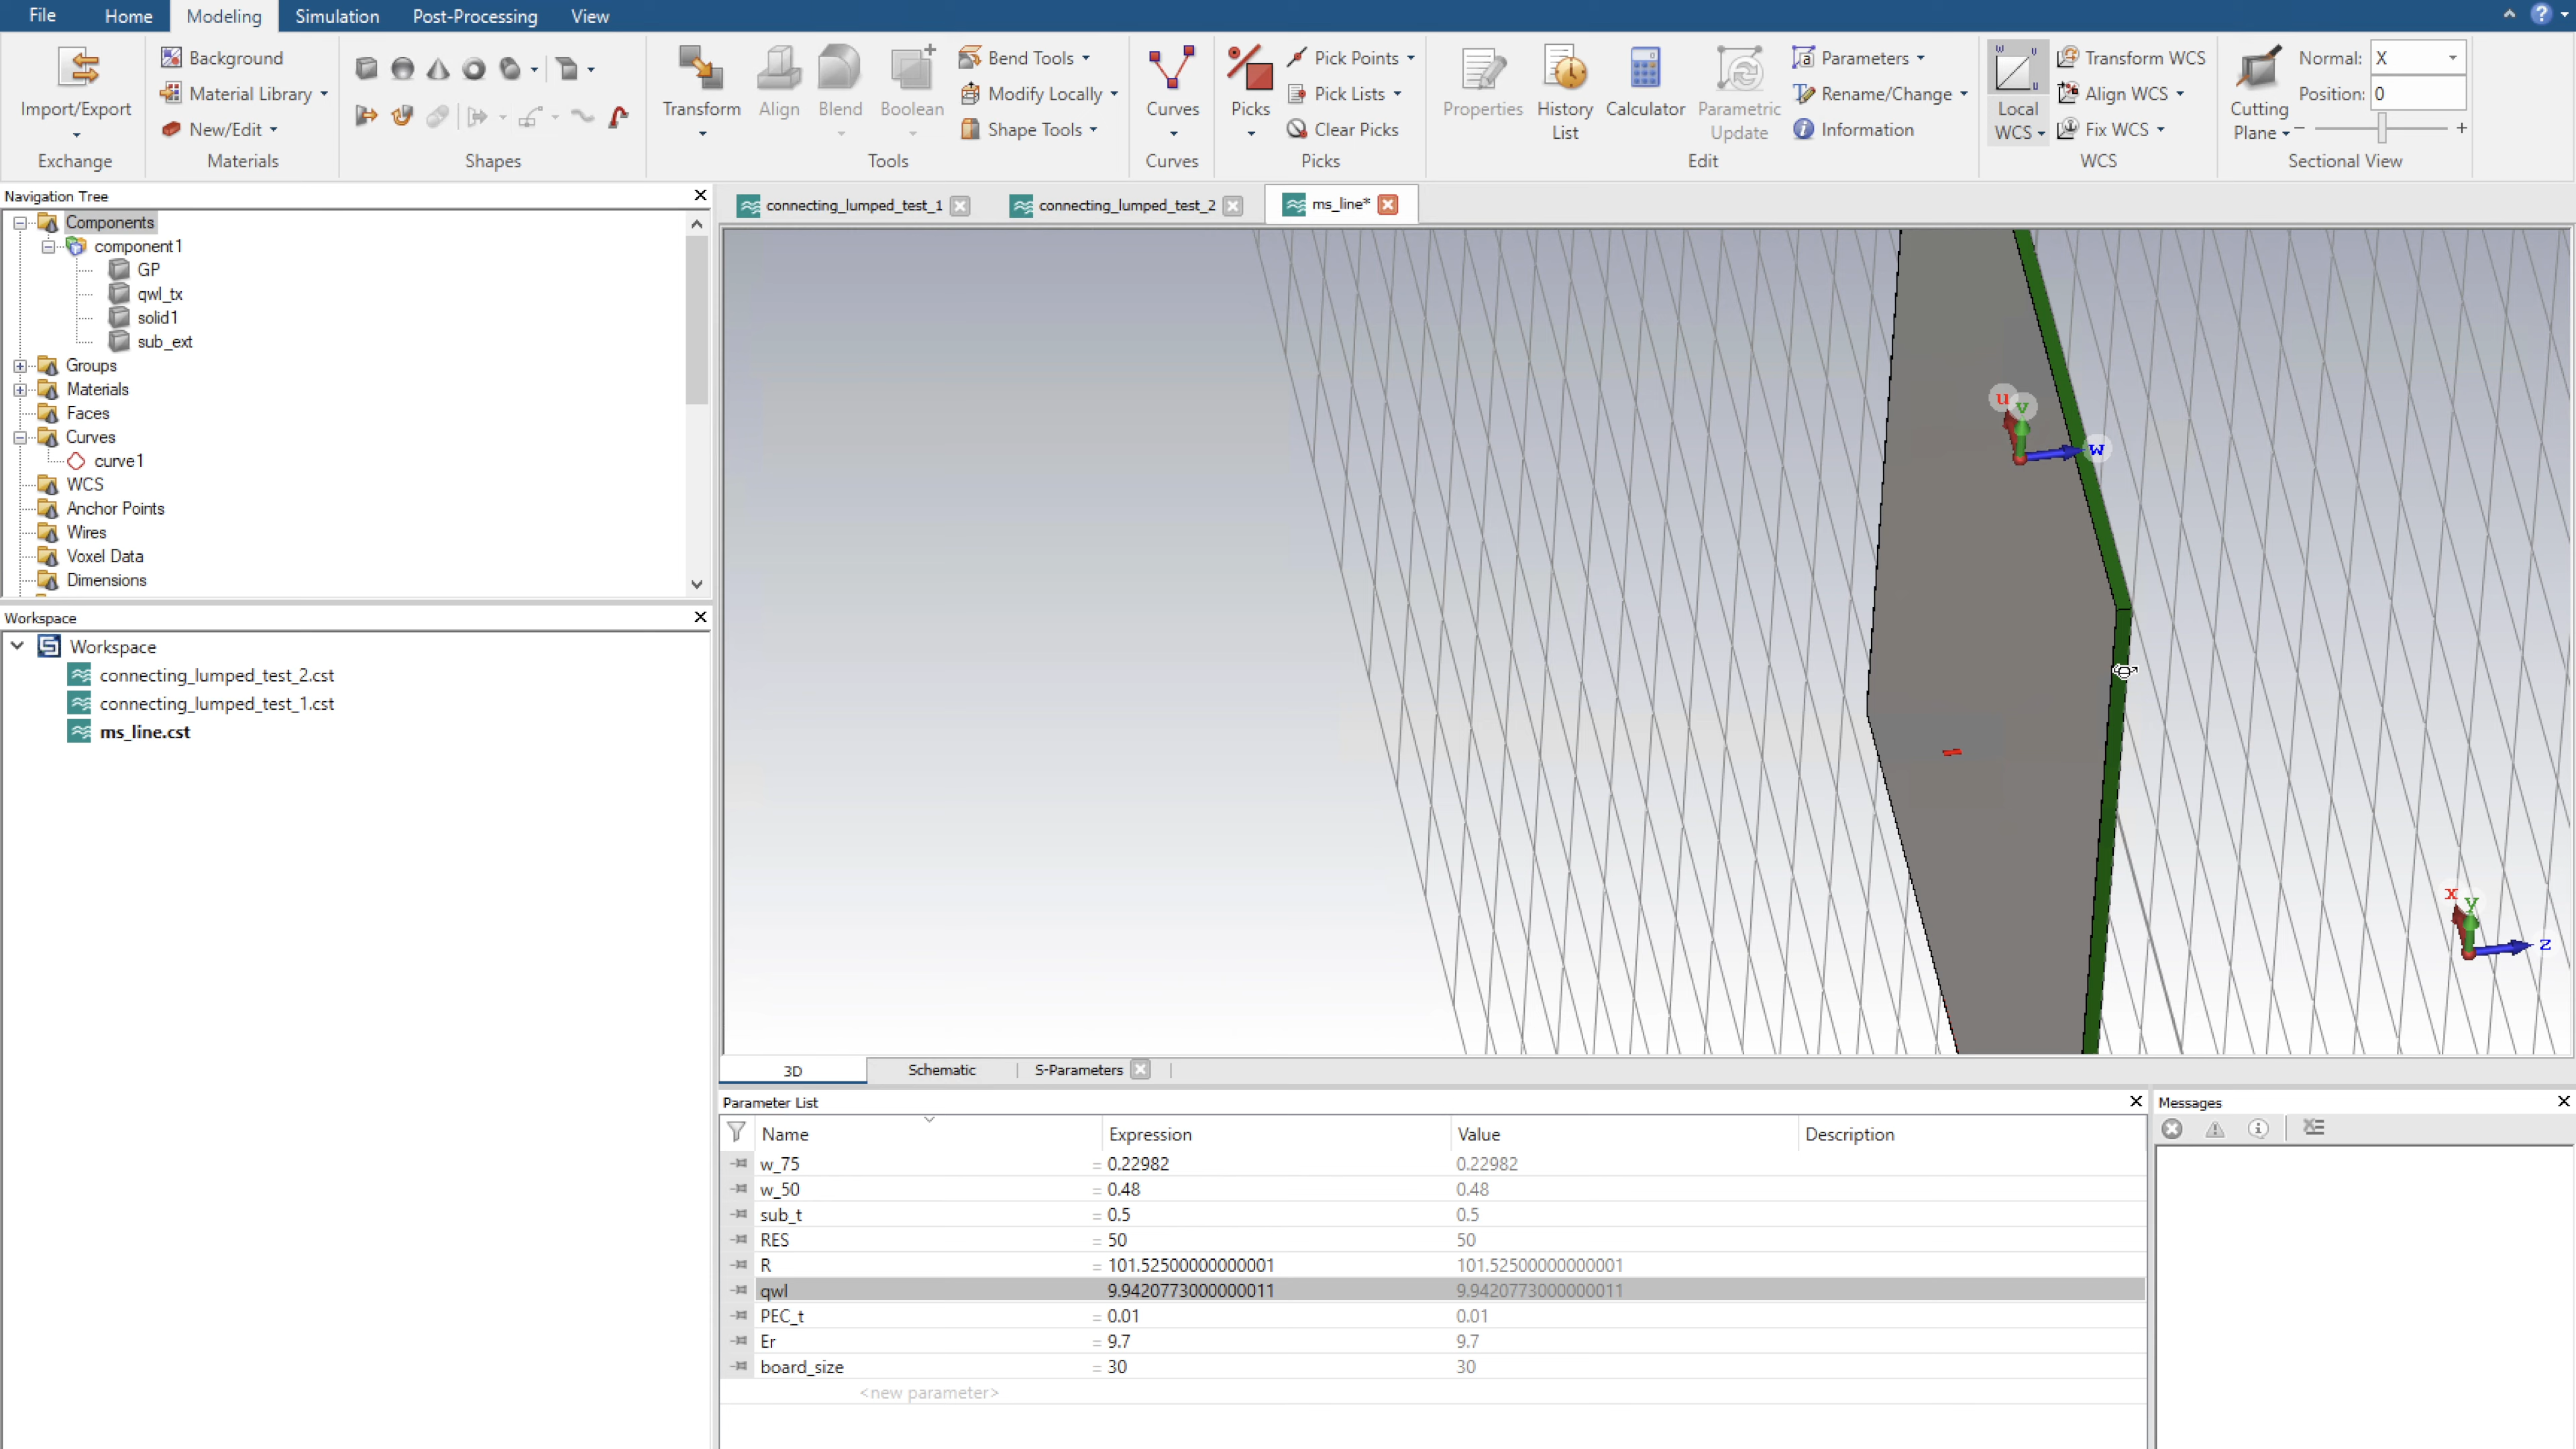 File Home Modeling Simulation Post-Processing View
Import/Export
Exchange
Background
Material Library
New/Edit
Materials
Shapes
Transform Align Blend Boolean
Bend Tools
Modify Locally
Shape Tools
Tools
Curves
Curves
Picks
Pick Points
Pick Lists
Clear Picks
Picks
Properties History List Calculator Parametric Update
Parameters
Rename/Change
Information
Edit
Local WCS
Transform WCS
Align WCS
Fix WCS
WCS
Cutting Plane
Normal: X
Position: 0
Sectional View
Navigation Tree
Components
component1
GP
qwl_tx
solid1
sub_ext
Groups
Materials
Faces
Curves
curve1
WCS
Anchor Points
Wires
Voxel Data
Dimensions
Workspace
Workspace
connecting_lumped_test_2.cst
connecting_lumped_test_1.cst
ms_line.cst
connecting_lumped_test_1 connecting_lumped_test_2 ms_line*
u v w
x y z
3D Schematic S-Parameters
Parameter List
Name Expression Value Description
w_75 = 0.22982 0.22982
w_50 = 0.48 0.48
sub_t = 0.5 0.5
RES = 50 50
R = 101.52500000000001 101.52500000000001
qwl = 9.9420773000000011 9.9420773000000011
PEC_t = 0.01 0.01
Er = 9.7 9.7
board_size = 30 30
<new parameter>
Messages